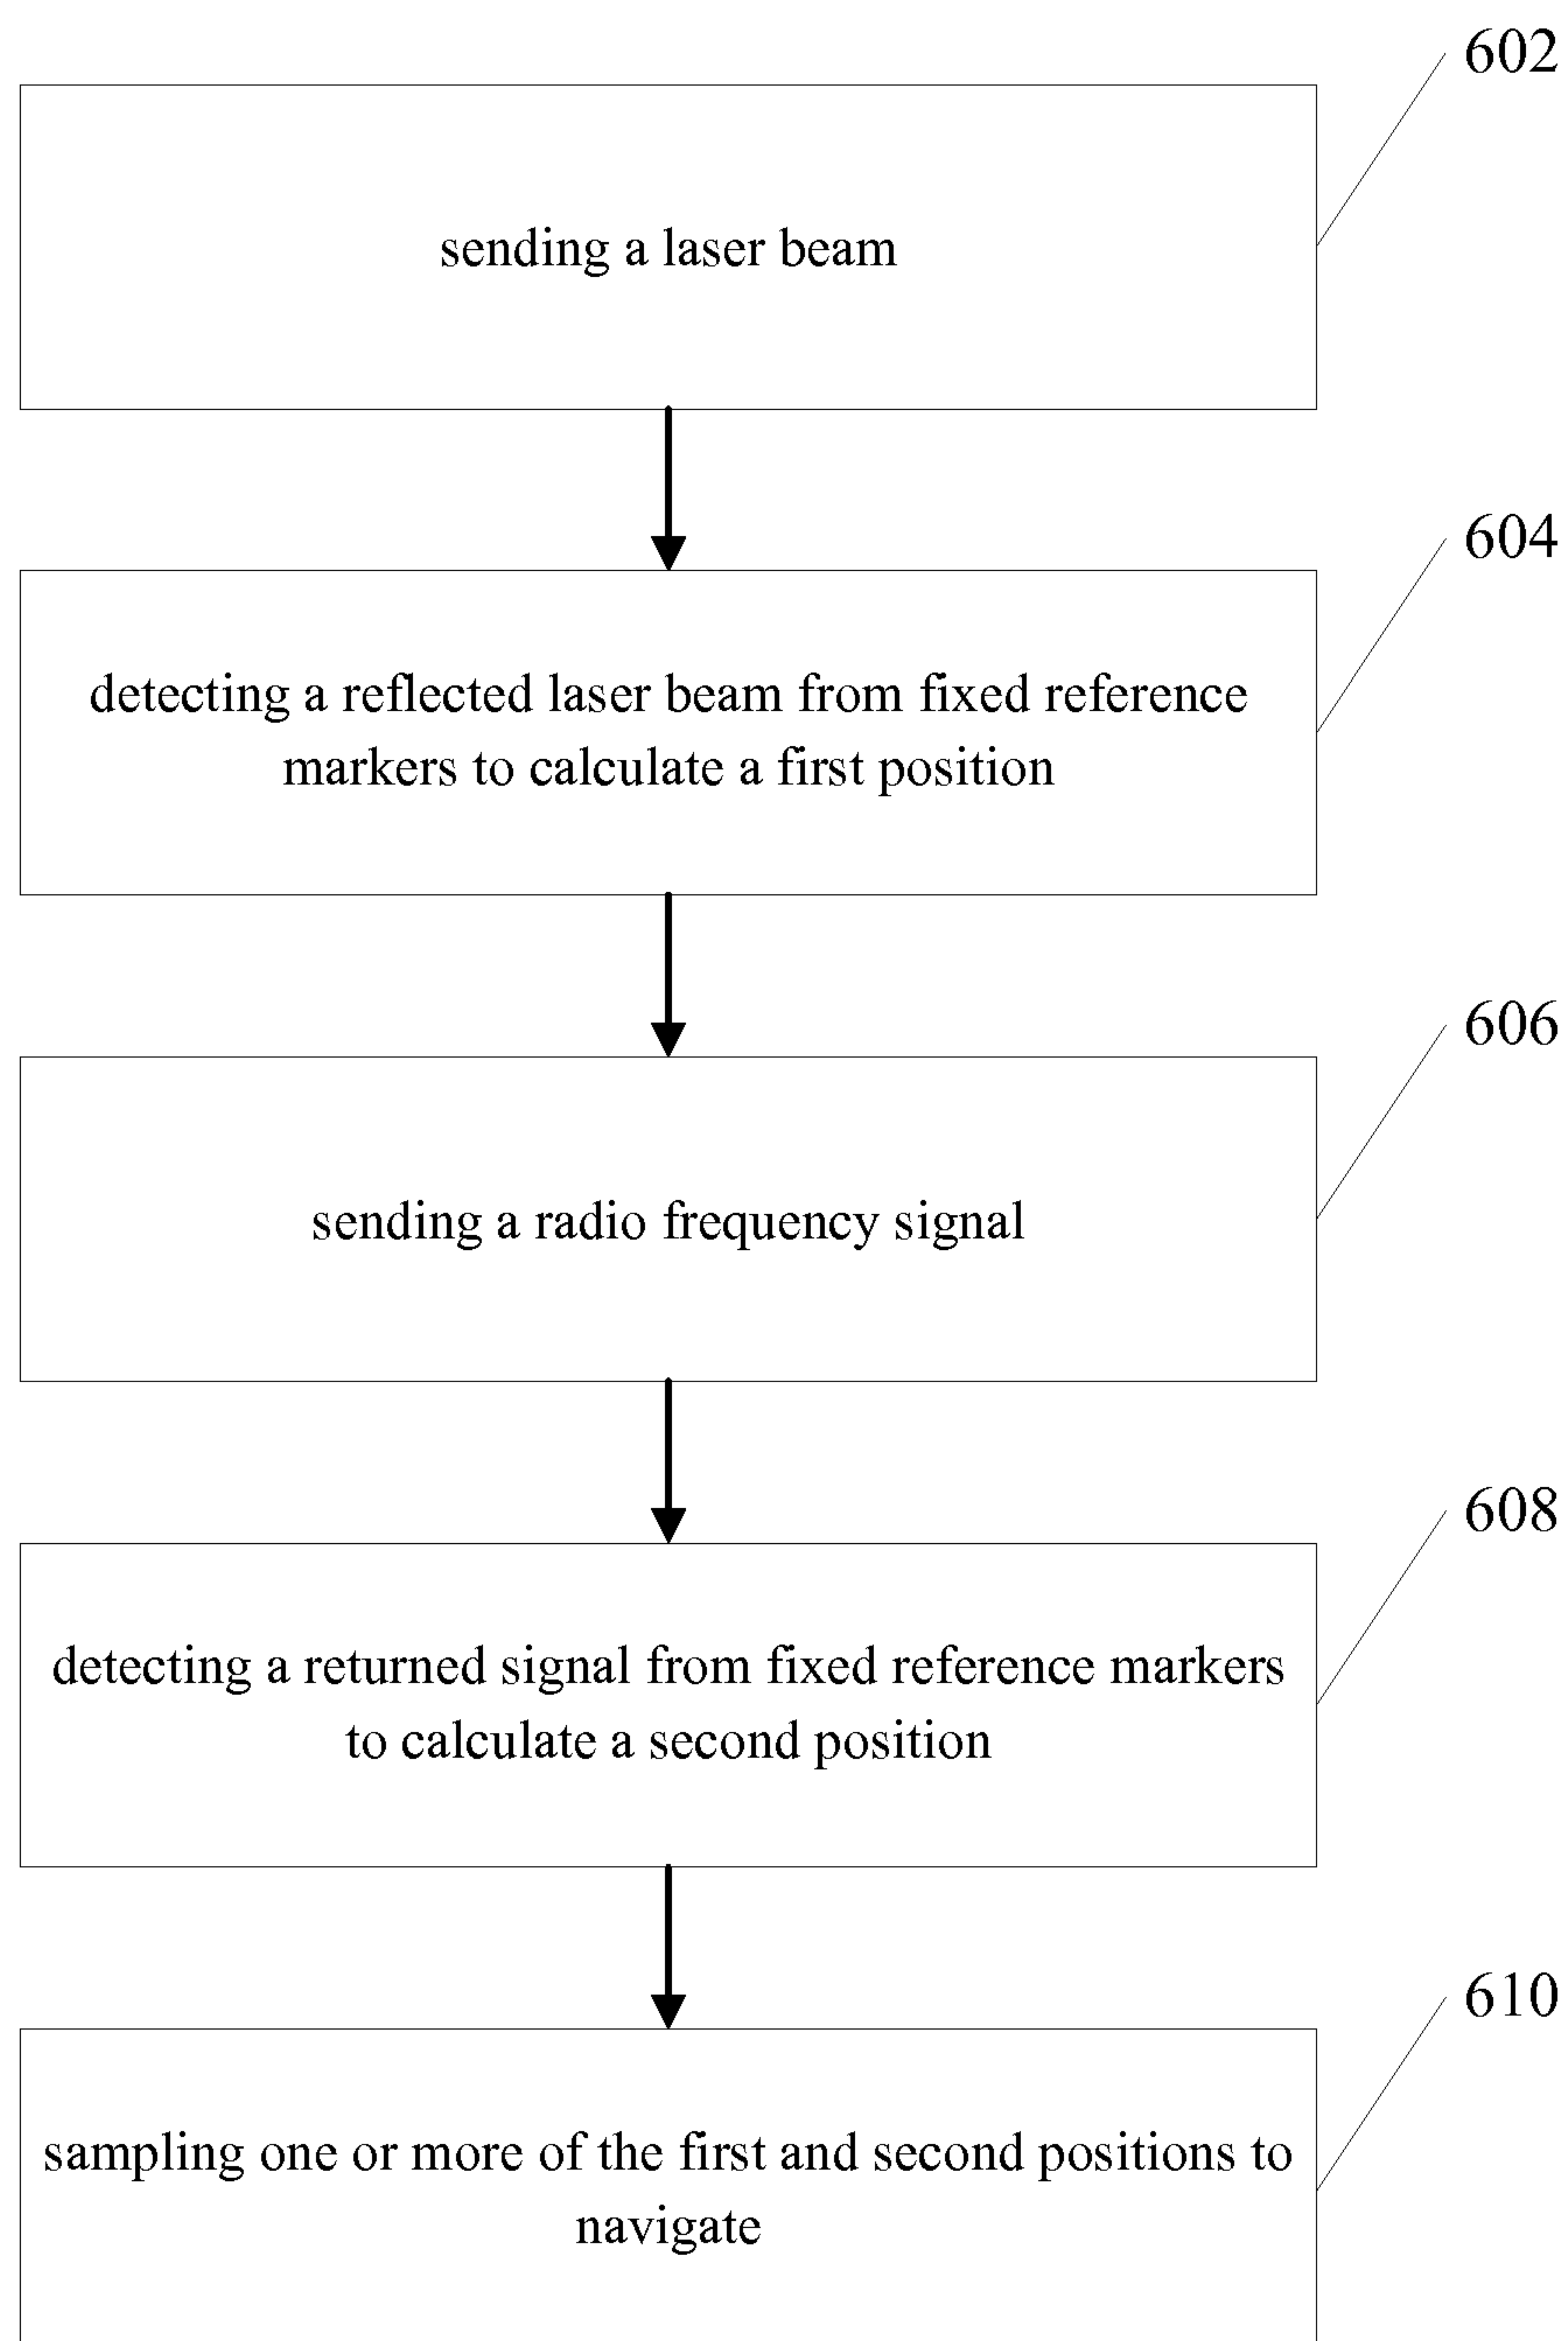 602
sending a laser beam
604
detecting a reflected laser beam from fixed reference
markers to calculate a first position
606
sending a radio frequency signal
608
detecting a returned signal from fixed reference markers
to calculate a second position
610
sampling one or more of the first and second positions to
navigate